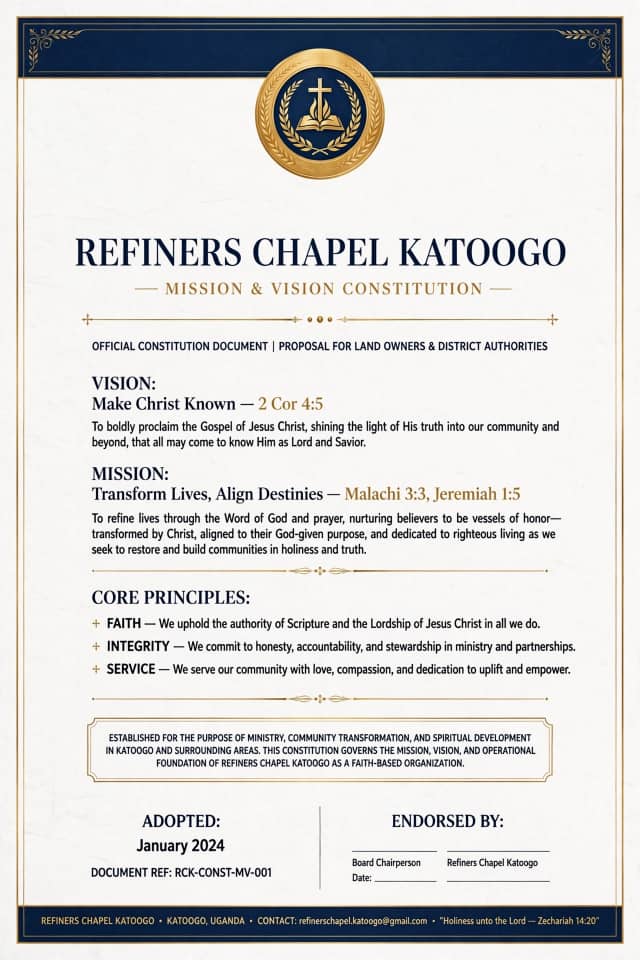 REFINERS CHAPEL KATOOGO
— MISSION & VISION CONSTITUTION —
OFFICIAL CONSTITUTION DOCUMENT | PROPOSAL FOR LAND OWNERS & DISTRICT AUTHORITIES
VISION:
Make Christ Known — 2 Cor 4:5
To boldly proclaim the Gospel of Jesus Christ, shining the light of His truth into our community and
beyond, that all may come to know Him as Lord and Savior.
MISSION:
Transform Lives, Align Destinies — Malachi 3:3, Jeremiah 1:5
To refine lives through the Word of God and prayer, nurturing believers to be vessels of honor—
transformed by Christ, aligned to their God-given purpose, and dedicated to righteous living as we
seek to restore and build communities in holiness and truth.
CORE PRINCIPLES:
+ FAITH — We uphold the authority of Scripture and the Lordship of Jesus Christ in all we do.
+ INTEGRITY — We commit to honesty, accountability, and stewardship in ministry and partnerships.
+ SERVICE — We serve our community with love, compassion, and dedication to uplift and empower.
ESTABLISHED FOR THE PURPOSE OF MINISTRY, COMMUNITY TRANSFORMATION, AND SPIRITUAL DEVELOPMENT
IN KATOOGO AND SURROUNDING AREAS. THIS CONSTITUTION GOVERNS THE MISSION, VISION, AND OPERATIONAL
FOUNDATION OF REFINERS CHAPEL KATOOGO AS A FAITH-BASED ORGANIZATION.
ADOPTED:
January 2024
DOCUMENT REF: RCK-CONST-MV-001
ENDORSED BY:
Board Chairperson
Refiners Chapel Katoogo
Date:
REFINERS CHAPEL KATOOGO • KATOOGO, UGANDA • CONTACT: refinerschapel.katoogo@gmail.com • "Holiness unto the Lord — Zechariah 14:20"